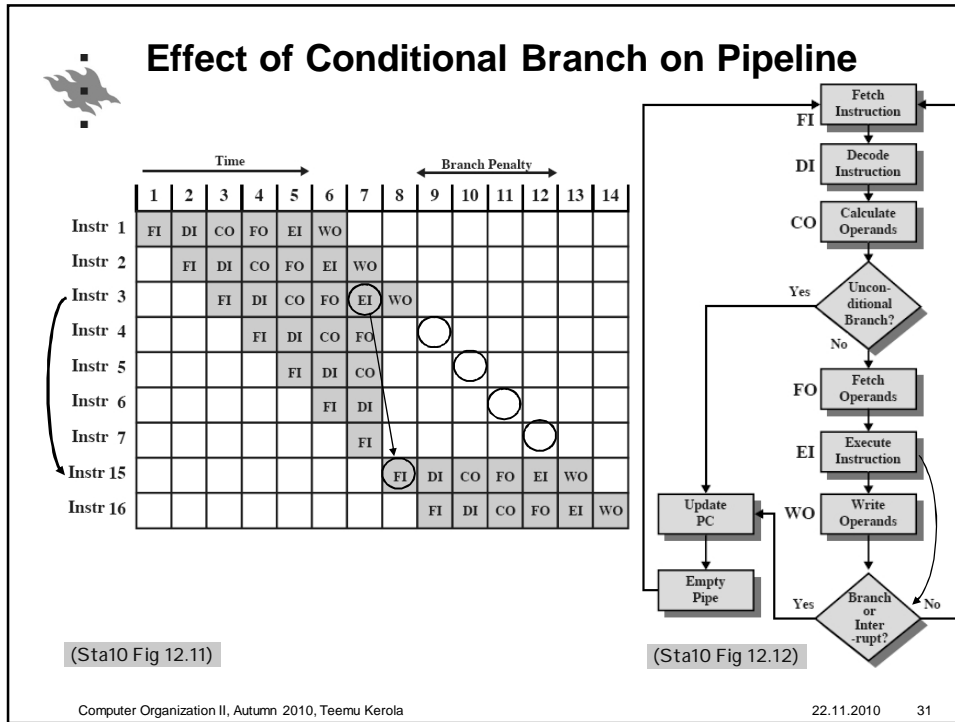 Effect of Conditional Branch on Pipeline
Time
Branch Penalty
1 2 3 4 5 6 7 8 9 10 11 12 13 14
Instr 1 FI DI CO FO EI WO
Instr 2 FI DI CO FO EI WO
Instr 3 FI DI CO FO EI WO
Instr 4 FI DI CO FO
Instr 5 FI DI CO
Instr 6 FI DI
Instr 7 FI
Instr 15 FI DI CO FO EI WO
Instr 16 FI DI CO FO EI WO
(Sta10 Fig 12.11)
FI
Fetch
Instruction
DI
Decode
Instruction
CO
Calculate
Operands
Yes
Uncon-
ditional
Branch?
No
FO
Fetch
Operands
EI
Execute
Instruction
Update
PC
WO
Write
Operands
Empty
Pipe
Yes
Branch
or
Inter
-rupt?
No
(Sta10 Fig 12.12)
Computer Organization II, Autumn 2010, Teemu Kerola
22.11.2010 31